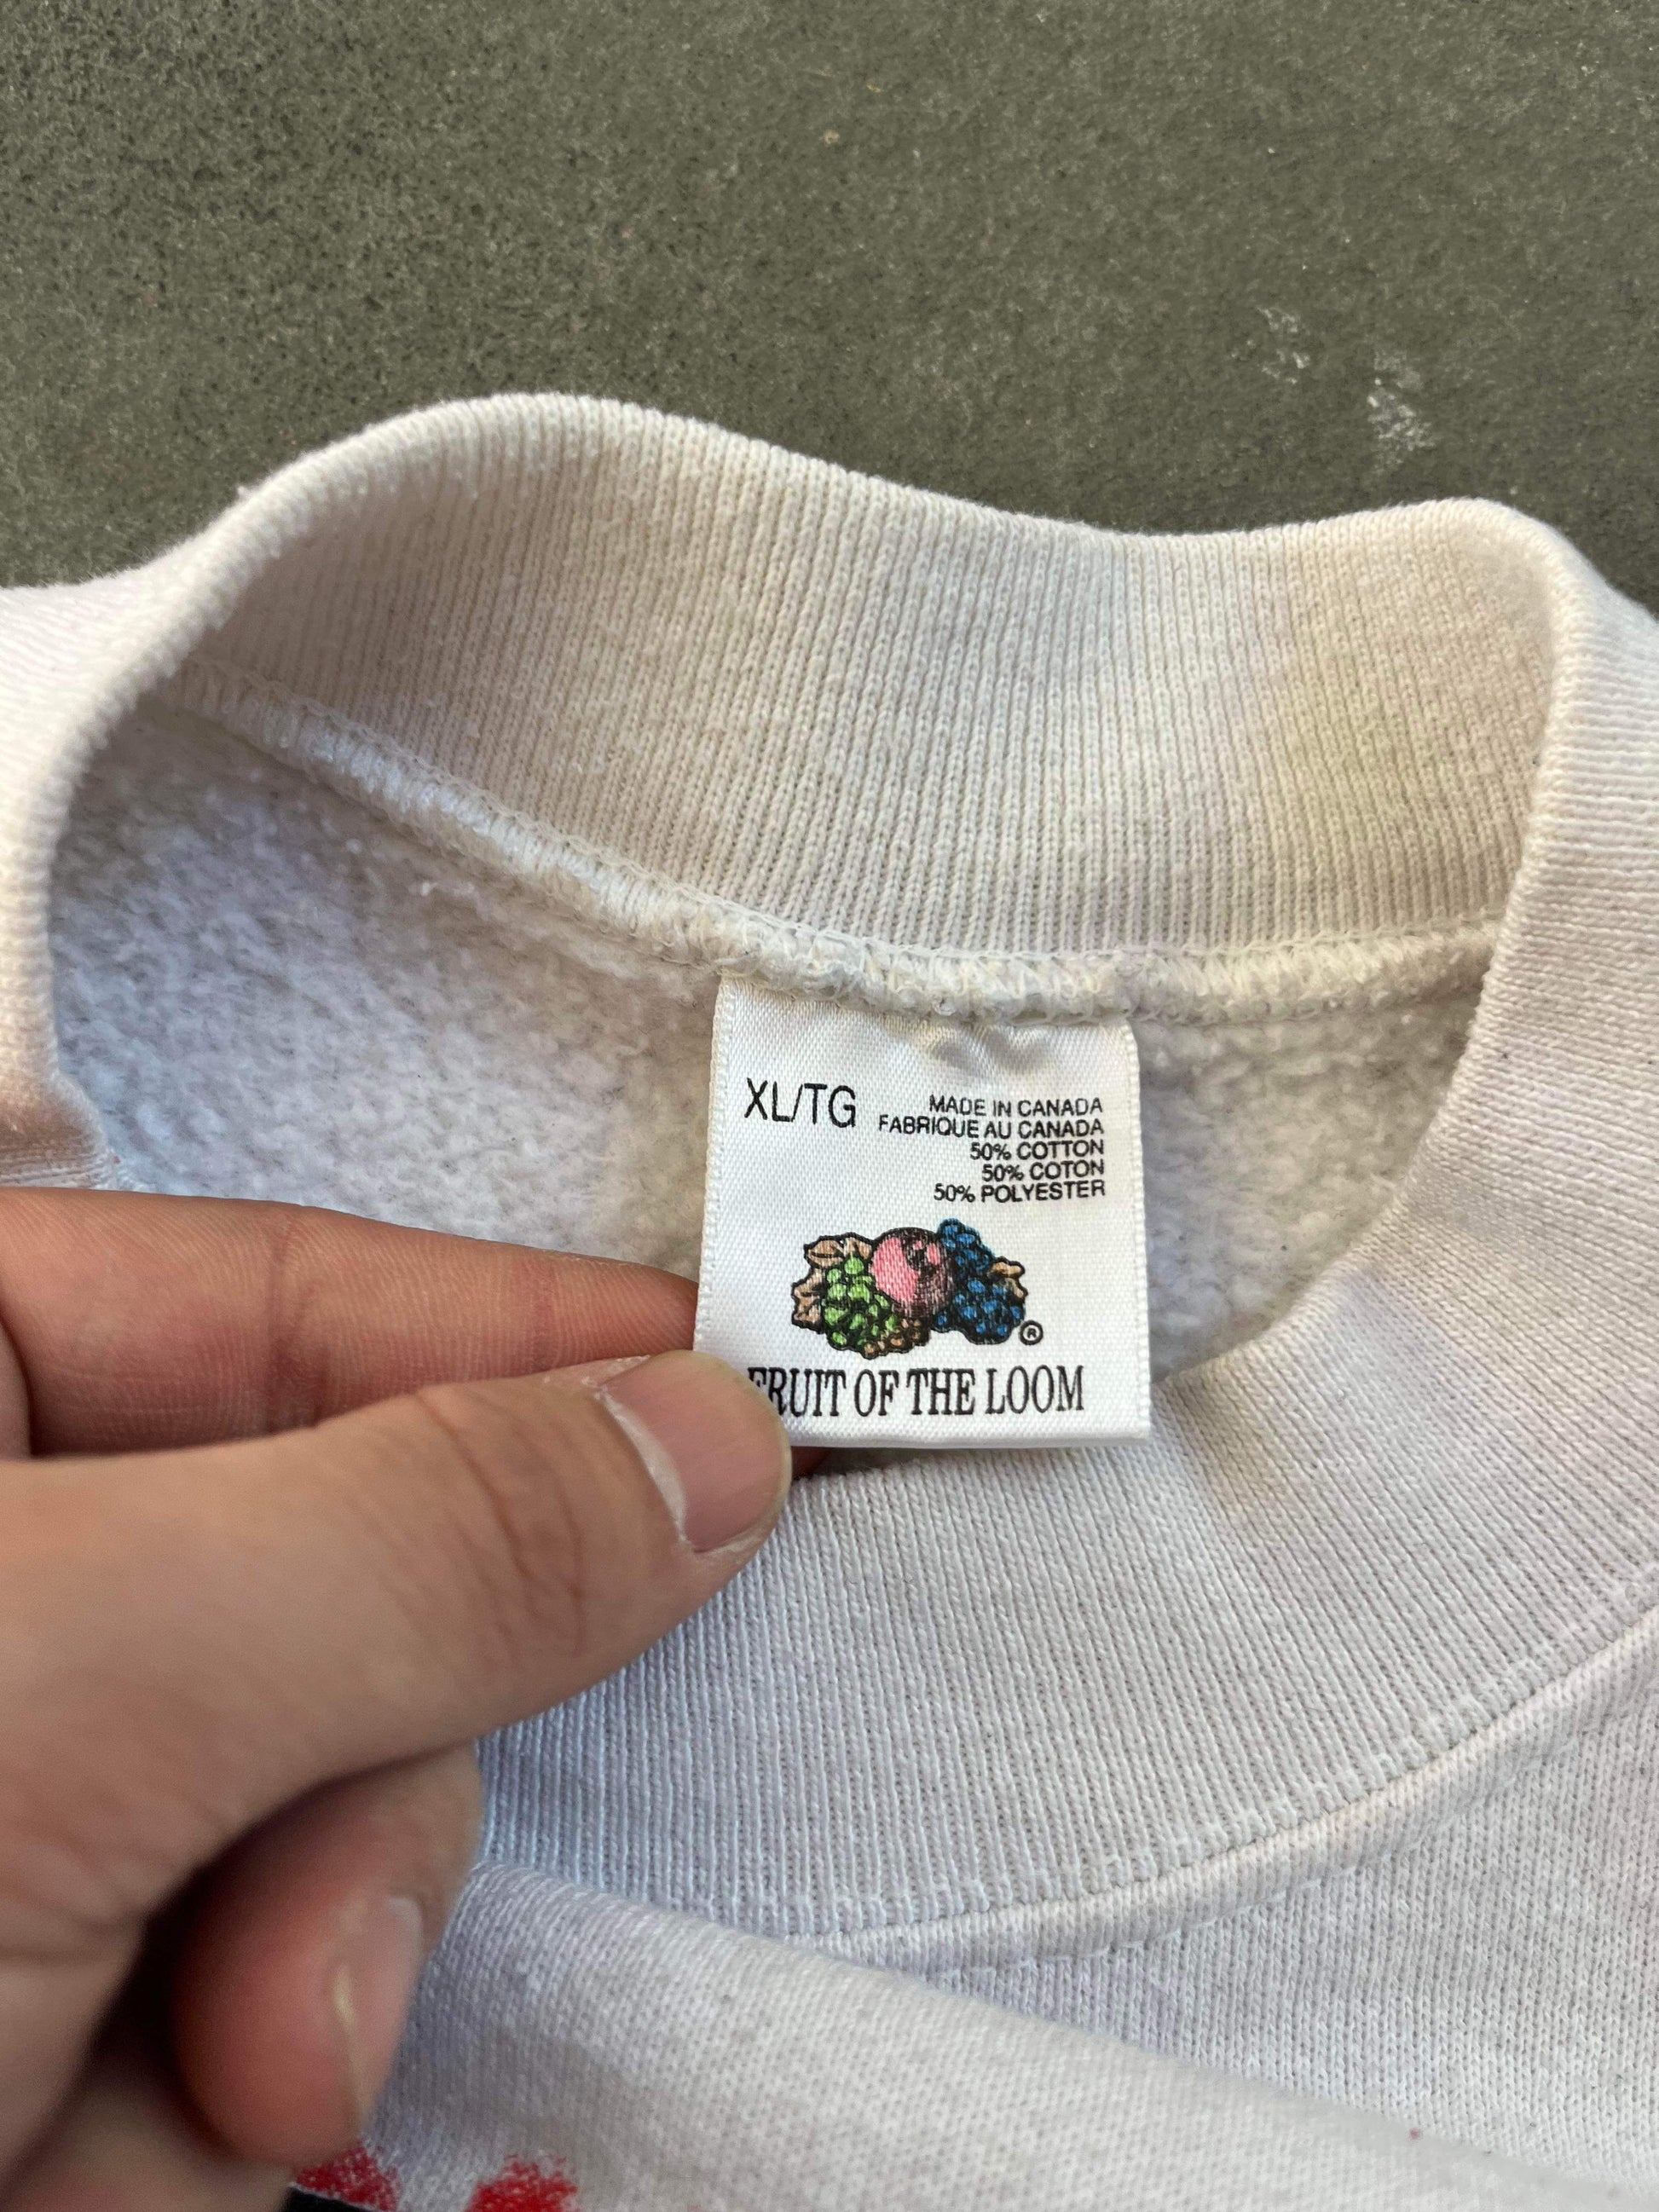 XL/TG
MADE IN CANADA
FABRIQUE AU CANADA
50% COTTON
50% COTON
50% POLYESTER
®
FRUIT OF THE LOOM